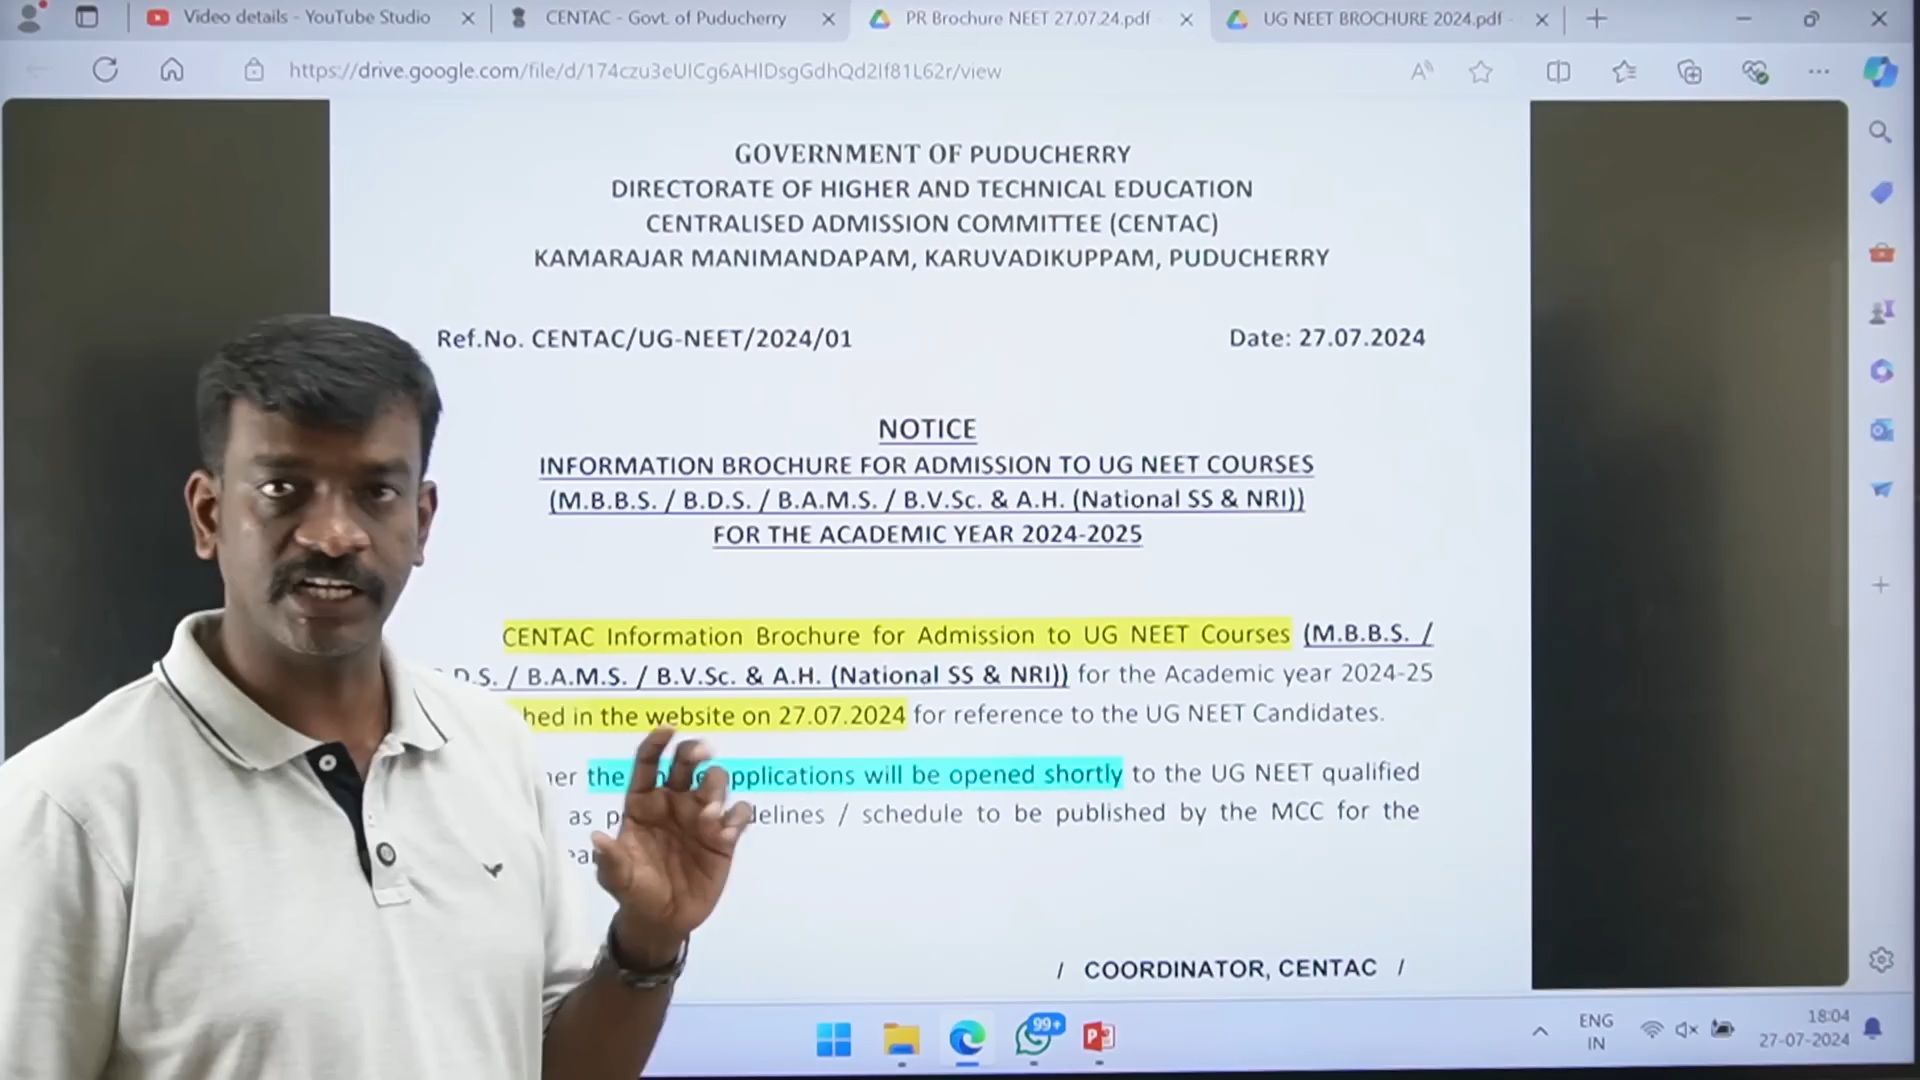 Video details - YouTube Studio
CENTAC - Govt. of Puducherry
PR Brochure NEET 27.07.24.pdf
UG NEET BROCHURE 2024.pdf -
https://drive.google.com/file/d/174czu3eUICg6AHlDsgGdhQd2If81L62r/view
GOVERNMENT OF PUDUCHERRY
DIRECTORATE OF HIGHER AND TECHNICAL EDUCATION
CENTRALISED ADMISSION COMMITTEE (CENTAC)
KAMARAJAR MANIMANDAPAM, KARUVADIKUPPAM, PUDUCHERRY
Ref.No. CENTAC/UG-NEET/2024/01 Date: 27.07.2024
NOTICE
INFORMATION BROCHURE FOR ADMISSION TO UG NEET COURSES
(M.B.B.S. / B.D.S. / B.A.M.S. / B.V.Sc. & A.H. (National SS & NRI))
FOR THE ACADEMIC YEAR 2024-2025
CENTAC Information Brochure for Admission to UG NEET Courses (M.B.B.S. /
D.S. / B.A.M.S. / B.V.Sc. & A.H. (National SS & NRI)) for the Academic year 2024-25
hed in the website on 27.07.2024 for reference to the UG NEET Candidates.
her the applications will be opened shortly to the UG NEET qualified
as delines / schedule to be published by the MCC for the
/ COORDINATOR, CENTAC /
99+
ENG
IN
18:04
27-07-2024